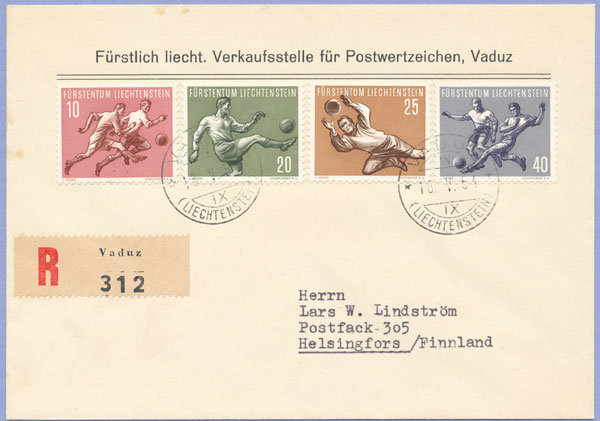 Fürstlich liecht. Verkaufsstelle für Postwertzeichen, Vaduz
10 FÜRSTENTUM LIECHTENSTEIN
FÜRSTENTUM LIECHTENSTEIN 20
FÜRSTENTUM LIECHTENSTEIN 25
FÜRSTENTUM LIECHTENSTEIN 40
IX
(LIECHTENSTEIN)
IX
(LIECHTENSTEIN)
R Vaduz
312
Herrn
Lars W. Lindström
Postfack 305
Helsingfors /Finnland